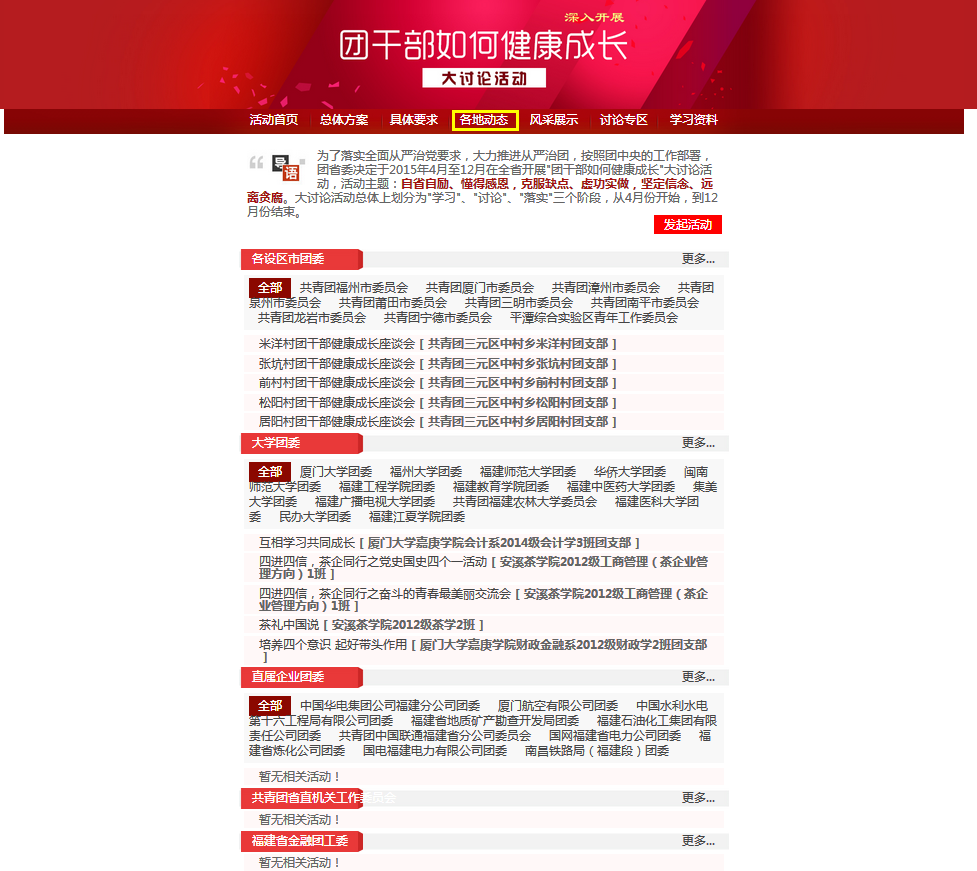 深入开展
团干部如何健康成长
大讨论活动
活动首页 总体方案 具体要求 各地动态 风采展示 讨论专区 学习资料
“ 导语 为了落实全面从严治党要求，大力推进从严治团，按照团中央的工作部署，
团省委决定于2015年4月至12月在全省开展"团干部如何健康成长"大讨论活
动，活动主题：自省自励、懂得感恩，克服缺点、虚功实做，坚定信念、远
离贪腐。大讨论活动总体上划分为"学习"、"讨论"、"落实"三个阶段，从4月份开始，到12
月份结束。
发起活动
各设区市团委 更多...
全部 共青团福州市委员会 共青团厦门市委员会 共青团漳州市委员会 共青团
泉州市委员会 共青团莆田市委员会 共青团三明市委员会 共青团南平市委员会
共青团龙岩市委员会 共青团宁德市委员会 平潭综合实验区青年工作委员会
米洋村团干部健康成长座谈会 [ 共青团三元区中村乡米洋村团支部 ]
张坑村团干部健康成长座谈会 [ 共青团三元区中村乡张坑村团支部 ]
前村村团干部健康成长座谈会 [ 共青团三元区中村乡前村村团支部 ]
松阳村团干部健康成长座谈会 [ 共青团三元区中村乡松阳村团支部 ]
居阳村团干部健康成长座谈会 [ 共青团三元区中村乡居阳村团支部 ]
大学团委 更多...
全部 厦门大学团委 福州大学团委 福建师范大学团委 华侨大学团委 闽南
师范大学团委 福建工程学院团委 福建教育学院团委 福建中医药大学团委 集美
大学团委 福建广播电视大学团委 共青团福建农林大学委员会 福建医科大学团
委 民办大学团委 福建江夏学院团委
互相学习共同成长 [ 厦门大学嘉庚学院会计系2014级会计学3班团支部 ]
四进四信，茶企同行之党史国史四个一活动 [ 安溪茶学院2012级工商管理（茶企业管
理方向）1班 ]
四进四信，茶企同行之奋斗的青春最美丽交流会 [ 安溪茶学院2012级工商管理（茶企
业管理方向）1班 ]
茶礼中国说 [ 安溪茶学院2012级茶学2班 ]
培养四个意识 起好带头作用 [ 厦门大学嘉庚学院财政金融系2012级财政学2班团支部
]
直属企业团委 更多...
全部 中国华电集团公司福建分公司团委 厦门航空有限公司团委 中国水利水电
第十六工程局有限公司团委 福建省地质矿产勘查开发局团委 福建石油化工集团有限
责任公司团委 共青团中国联通福建省分公司委员会 国网福建省电力公司团委 福
建省炼化公司团委 国电福建电力有限公司团委 南昌铁路局（福建段）团委
暂无相关活动！
共青团省直机关工作委员会 更多...
暂无相关活动！
福建省金融团工委 更多...
暂无相关活动！